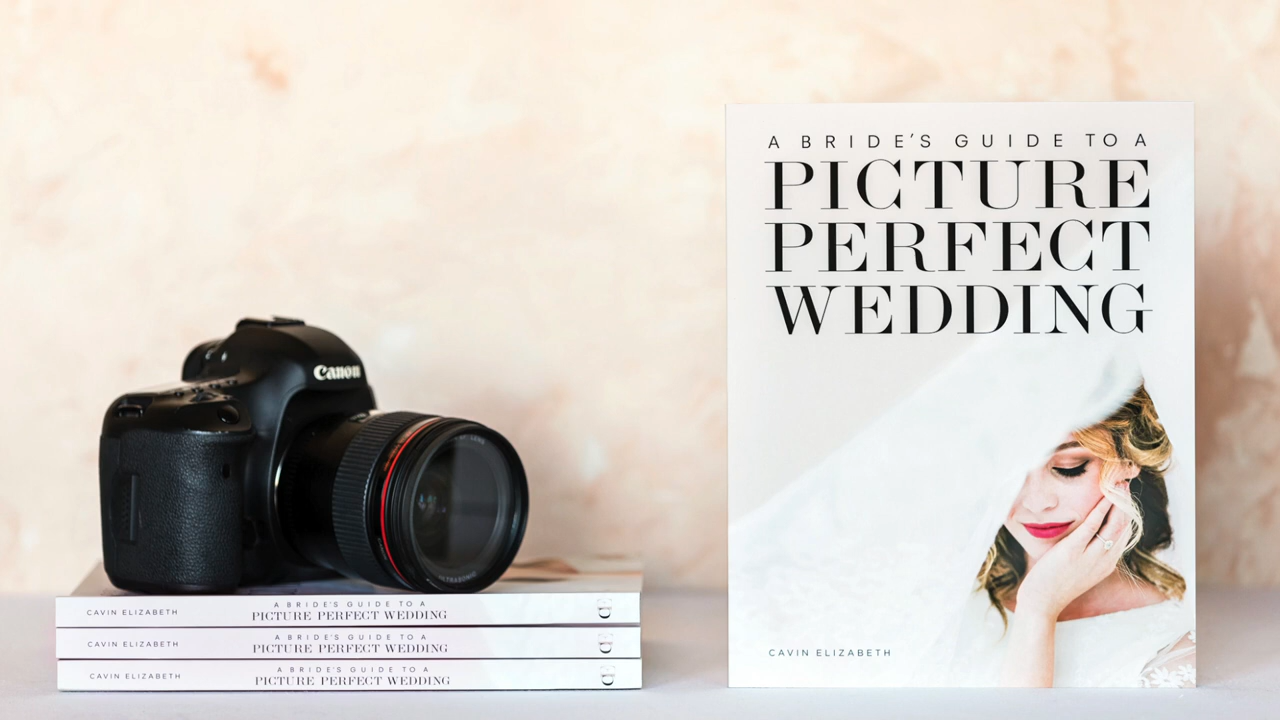 A BRIDE'S GUIDE TO A
PICTURE
PERFECT
WEDDING
CAVIN ELIZABETH
Canon
ULTRASONIC
CAVIN ELIZABETH
A BRIDE'S GUIDE TO A
PICTURE PERFECT WEDDING
CAVIN ELIZABETH
A BRIDE'S GUIDE TO A
PICTURE PERFECT WEDDING
CAVIN ELIZABETH
A BRIDE'S GUIDE TO A
PICTURE PERFECT WEDDING